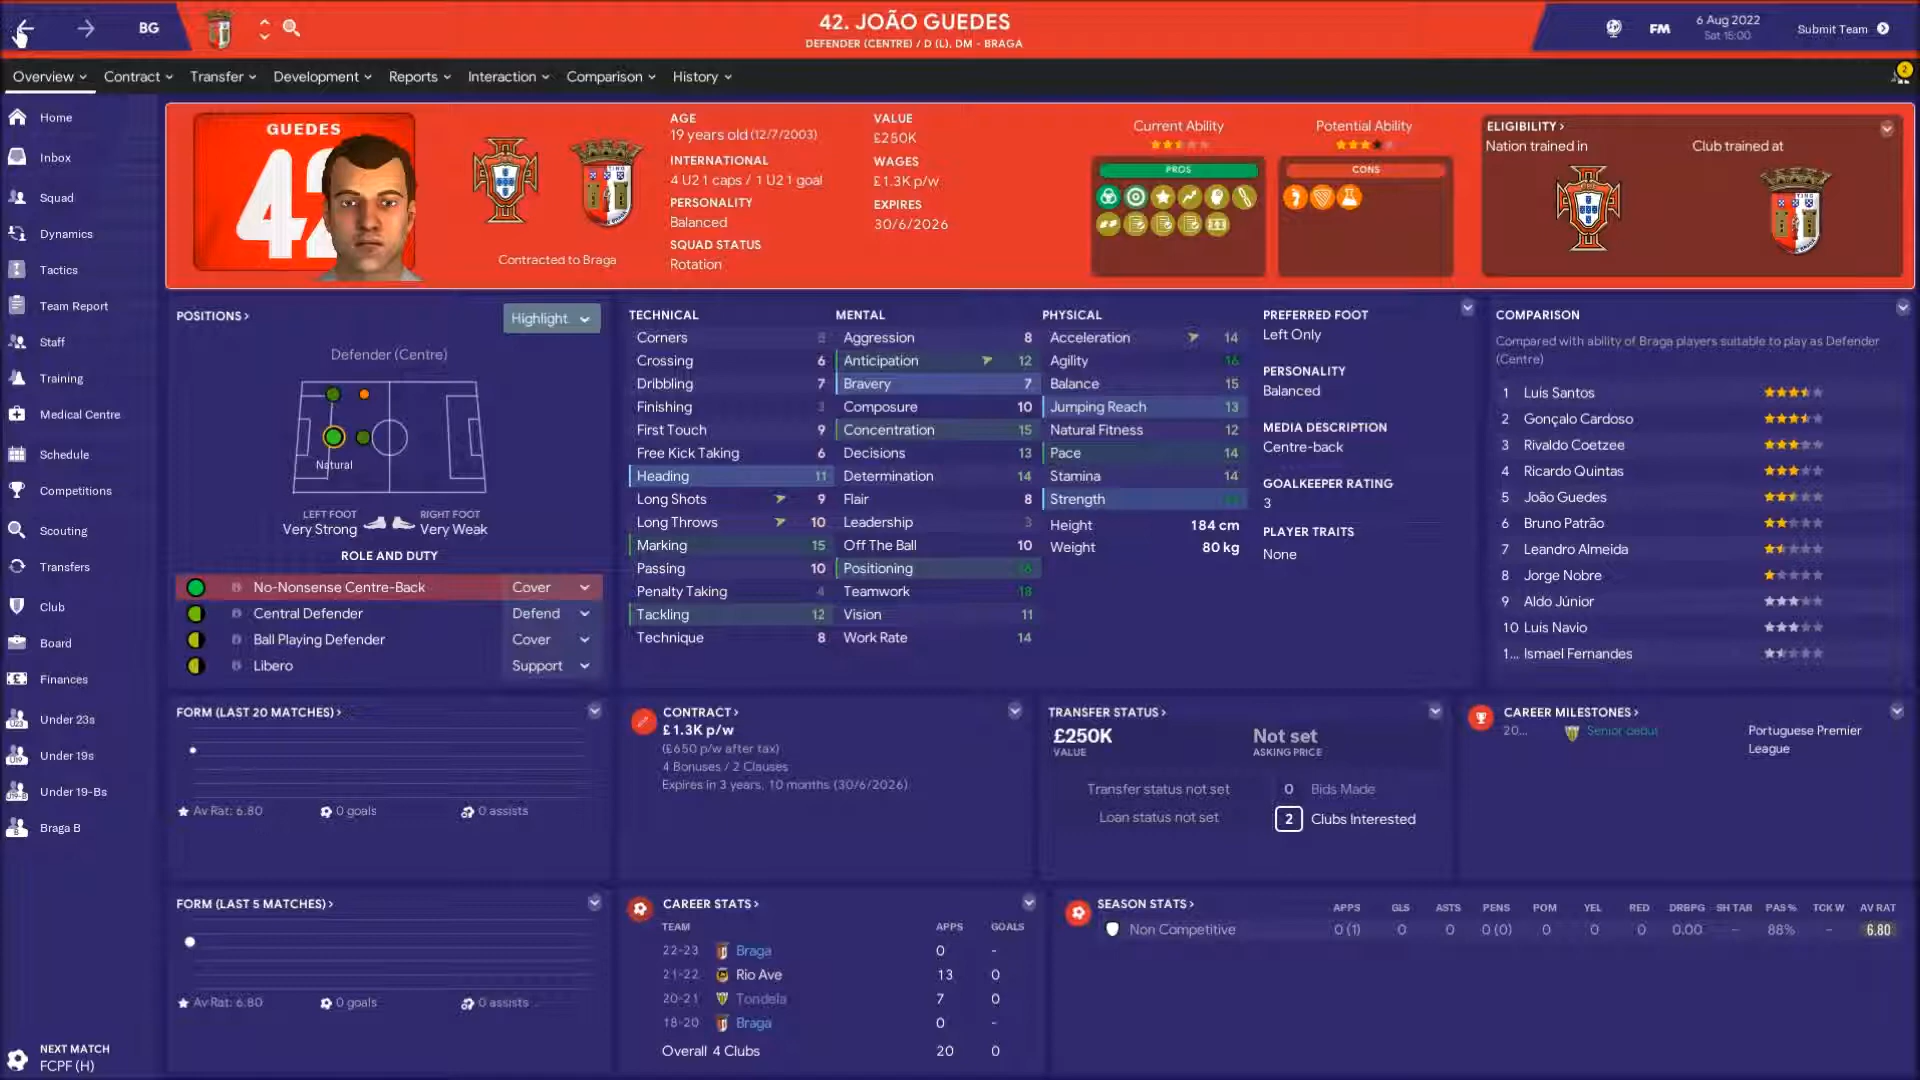 BG
42. JOÃO GUEDES
DEFENDER (CENTRE) / D (L), DM - BRAGA
FM
6 Aug 2022
Sat 15:00
Submit Team
Overview
Contract
Transfer
Development
Reports
Interaction
Comparison
History
2
Home
Inbox
Squad
Dynamics
Tactics
Team Report
Staff
Training
Medical Centre
Schedule
Competitions
Scouting
Transfers
Club
Board
Finances
Under 23s
Under 19s
Under 19-Bs
Braga B
NEXT MATCH
FCPF (H)
GUEDES
42
Contracted to Braga
AGE
19 years old (12/7/2003)
INTERNATIONAL
4 U21 caps / 1 U21 goal
PERSONALITY
Balanced
SQUAD STATUS
Rotation
VALUE
£250K
WAGES
£1.3K p/w
EXPIRES
30/6/2026
Current Ability
PROS
Potential Ability
CONS
ELIGIBILITY >
Nation trained in
Club trained at
POSITIONS >
Highlight
Defender (Centre)
Natural
LEFT FOOT
Very Strong
RIGHT FOOT
Very Weak
ROLE AND DUTY
No-Nonsense Centre-Back Cover
Central Defender Defend
Ball Playing Defender Cover
Libero Support
TECHNICAL
Corners
Crossing 6
Dribbling 7
Finishing 3
First Touch 9
Free Kick Taking 6
Heading 11
Long Shots 9
Long Throws 10
Marking 15
Passing 10
Penalty Taking 4
Tackling 12
Technique 8
MENTAL
Aggression 8
Anticipation 12
Bravery 7
Composure 10
Concentration 15
Decisions 13
Determination 14
Flair 8
Leadership 3
Off The Ball 10
Positioning
Teamwork 18
Vision 11
Work Rate 14
PHYSICAL
Acceleration 14
Agility 16
Balance 15
Jumping Reach 13
Natural Fitness 12
Pace 14
Stamina 14
Strength
Height 184 cm
Weight 80 kg
PREFERRED FOOT
Left Only
PERSONALITY
Balanced
MEDIA DESCRIPTION
Centre-back
GOALKEEPER RATING
3
PLAYER TRAITS
None
COMPARISON
Compared with ability of Braga players suitable to play as Defender
(Centre)
1 Luís Santos
2 Gonçalo Cardoso
3 Rivaldo Coetzee
4 Ricardo Quintas
5 João Guedes
6 Bruno Patrão
7 Leandro Almeida
8 Jorge Nobre
9 Aldo Júnior
10 Luís Navio
1... Ismael Fernandes
FORM (LAST 20 MATCHES) >
Av Rat: 6.80
0 goals
0 assists
CONTRACT >
£1.3K p/w
(£650 p/w after tax)
4 Bonuses / 2 Clauses
Expires in 3 years, 10 months (30/6/2026)
TRANSFER STATUS >
£250K
VALUE
Not set
ASKING PRICE
Transfer status not set
0 Bids Made
Loan status not set
2 Clubs Interested
CAREER MILESTONES >
20...
Senior debut
Portuguese Premier
League
FORM (LAST 5 MATCHES) >
Av Rat: 6.80
0 goals
0 assists
CAREER STATS >
TEAM APPS GOALS
22-23 Braga 0 -
21-22 Rio Ave 13 0
20-21 Tondela 7 0
18-20 Braga 0 -
Overall 4 Clubs 20 0
SEASON STATS >
APPS GLS ASTS PENS POM YEL RED DRBPG SH TAR PAS % TCK W AV RAT
Non Competitive 0 (1) 0 0 0 (0) 0 0 0 0.00 - 88% - 6.80